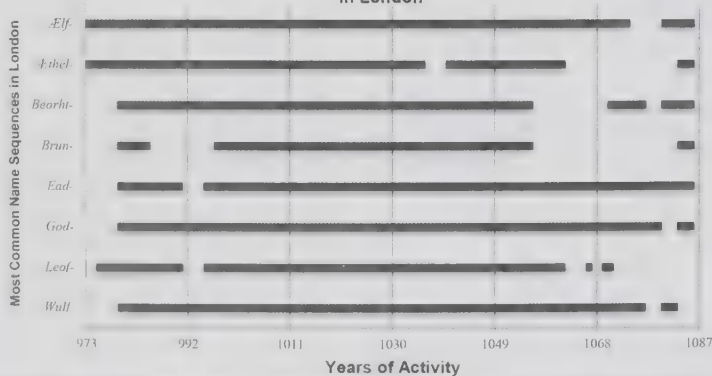 in London
Most Common Name Sequences in London
Ælf-
Æthel-
Beorht-
Brun-
Ead-
God-
Leof-
Wulf
973 992 1011 1030 1049 1068 1087
Years of Activity